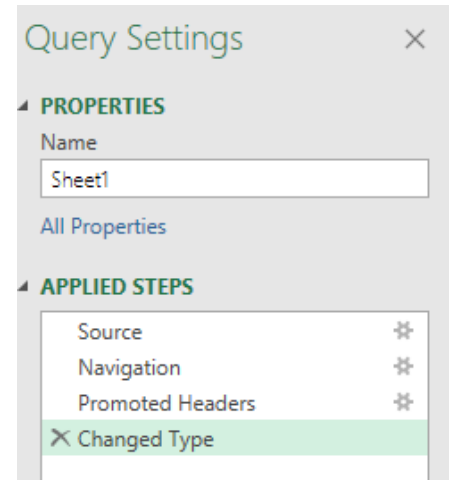 Query Settings
PROPERTIES
Name
Sheet1
All Properties
APPLIED STEPS
Source
Navigation
Promoted Headers
Changed Type